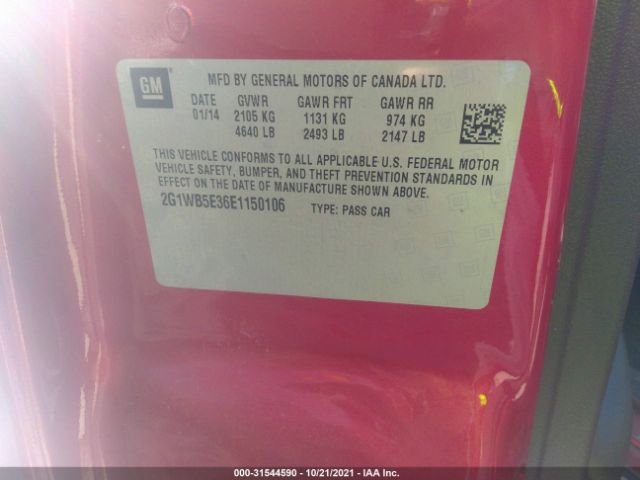 GM
MFD BY GENERAL MOTORS OF CANADA LTD.
DATE GVWR GAWR FRT GAWR RR
01/14 2105 KG 1131 KG 974 KG
4640 LB 2493 LB 2147 LB
THIS VEHICLE CONFORMS TO ALL APPLICABLE U.S. FEDERAL MOTOR
VEHICLE SAFETY, BUMPER, AND THEFT PREVENTION STANDARDS IN
EFFECT ON THE DATE OF MANUFACTURE SHOWN ABOVE.
2G1WB5E36E1150106 TYPE: PASS CAR
000-31544590 - 10/21/2021 - IAA Inc.